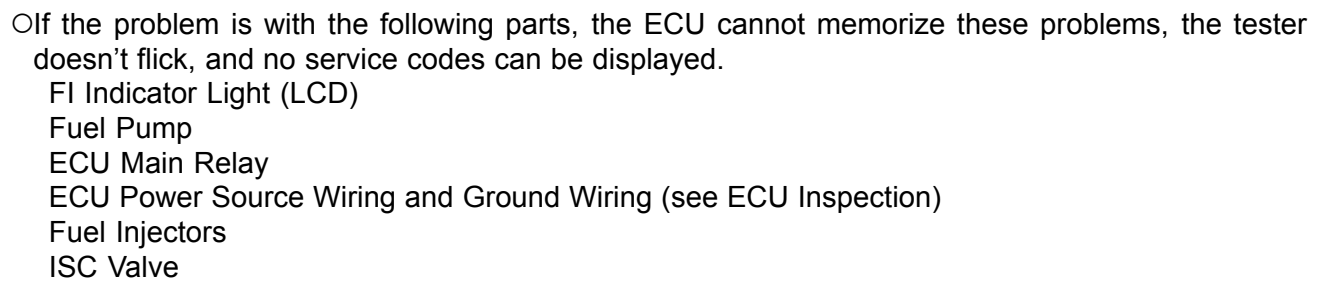 ○If the problem is with the following parts, the ECU cannot memorize these problems, the tester
doesn’t flick, and no service codes can be displayed.
FI Indicator Light (LCD)
Fuel Pump
ECU Main Relay
ECU Power Source Wiring and Ground Wiring (see ECU Inspection)
Fuel Injectors
ISC Valve